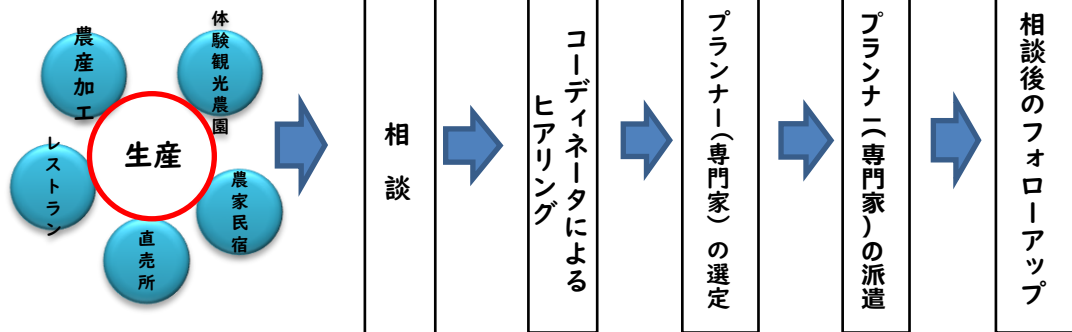 農産加工
体験観光農園
生産
レストラン
農家民宿
直売所
相談
コーディネータによる
ヒアリング
プランナー(専門家)の選定
プランナー(専門家)の派遣
相談後のフォローアップ